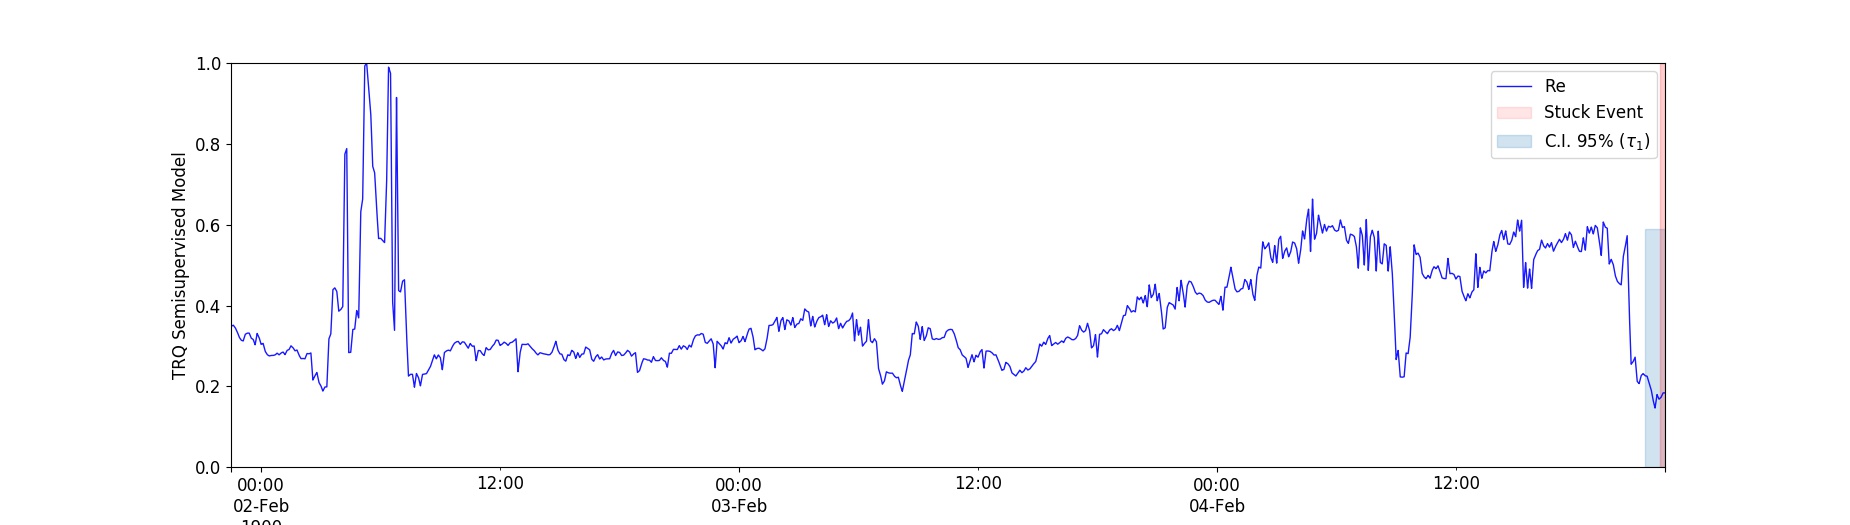 TRQ Semisupervised Model
1.0
0.8
0.6
0.4
0.2
0.0
Re
Stuck Event
C.I. 95% (τ₁)
00:00 12:00 00:00 12:00 00:00 12:00
02-Feb 03-Feb 04-Feb